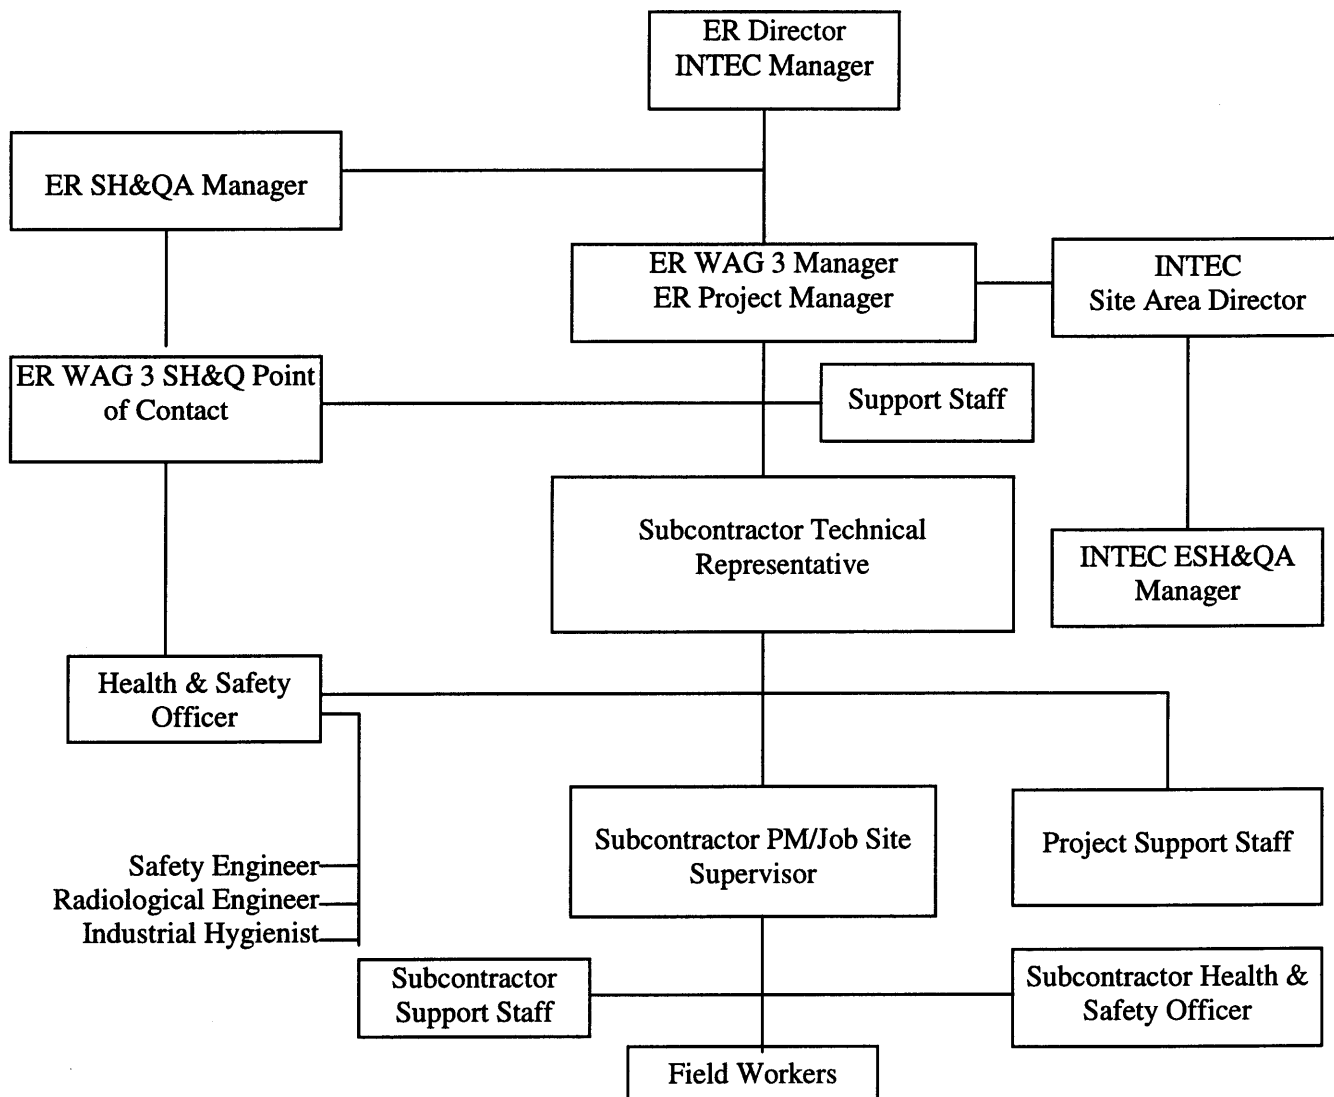 ER Director
INTEC Manager
ER SH&QA Manager
ER WAG 3 Manager
ER Project Manager
INTEC
Site Area Director
ER WAG 3 SH&Q Point
of Contact
Support Staff
Subcontractor Technical
Representative
INTEC ESH&QA
Manager
Health & Safety
Officer
Safety Engineer
Radiological Engineer
Industrial Hygienist
Subcontractor PM/Job Site
Supervisor
Project Support Staff
Subcontractor
Support Staff
Subcontractor Health &
Safety Officer
Field Workers